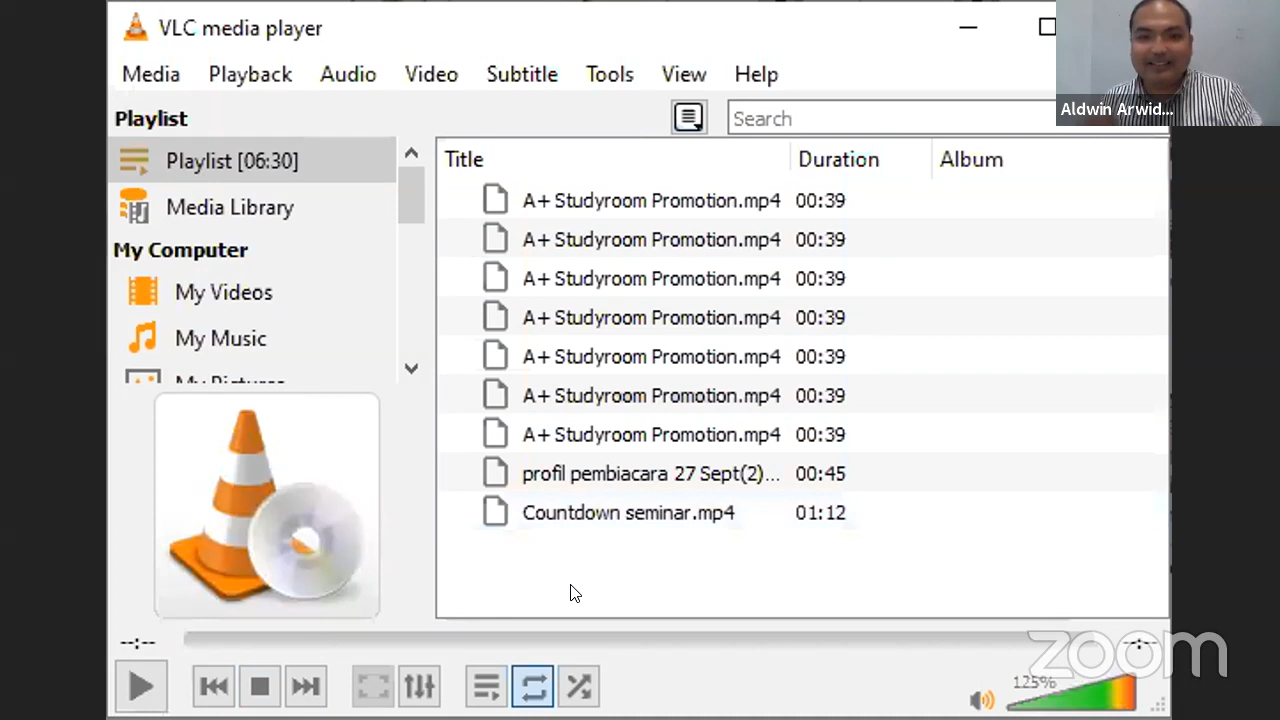 VLC media player
Media Playback Audio Video Subtitle Tools View Help
Aldwin Arwid...
Playlist
Search
Playlist [06:30]
Media Library
My Computer
My Videos
My Music
My Pictures
Title Duration Album
A+ Studyroom Promotion.mp4 00:39
A+ Studyroom Promotion.mp4 00:39
A+ Studyroom Promotion.mp4 00:39
A+ Studyroom Promotion.mp4 00:39
A+ Studyroom Promotion.mp4 00:39
A+ Studyroom Promotion.mp4 00:39
A+ Studyroom Promotion.mp4 00:39
profil pembiacara 27 Sept(2)... 00:45
Countdown seminar.mp4 01:12
--:-- --:--
zoom
125%